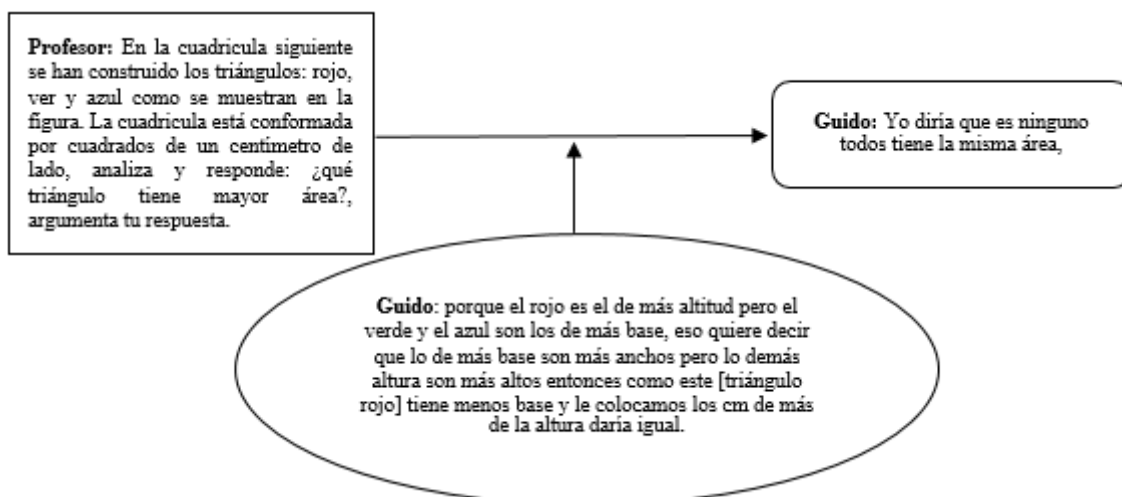 Profesor: En la cuadricula siguiente
se han construido los triángulos: rojo,
ver y azul como se muestran en la
figura. La cuadricula está conformada
por cuadrados de un centímetro de
lado, analiza y responde: ¿qué
triángulo tiene mayor área?,
argumenta tu respuesta.
Guido: Yo diría que es ninguno
todos tiene la misma área,
Guido: porque el rojo es el de más altitud pero el
verde y el azul son los de más base, eso quiere decir
que lo de más base son más anchos pero lo demás
altura son más altos entonces como este [triángulo
rojo] tiene menos base y le colocamos los cm de más
de la altura daría igual.